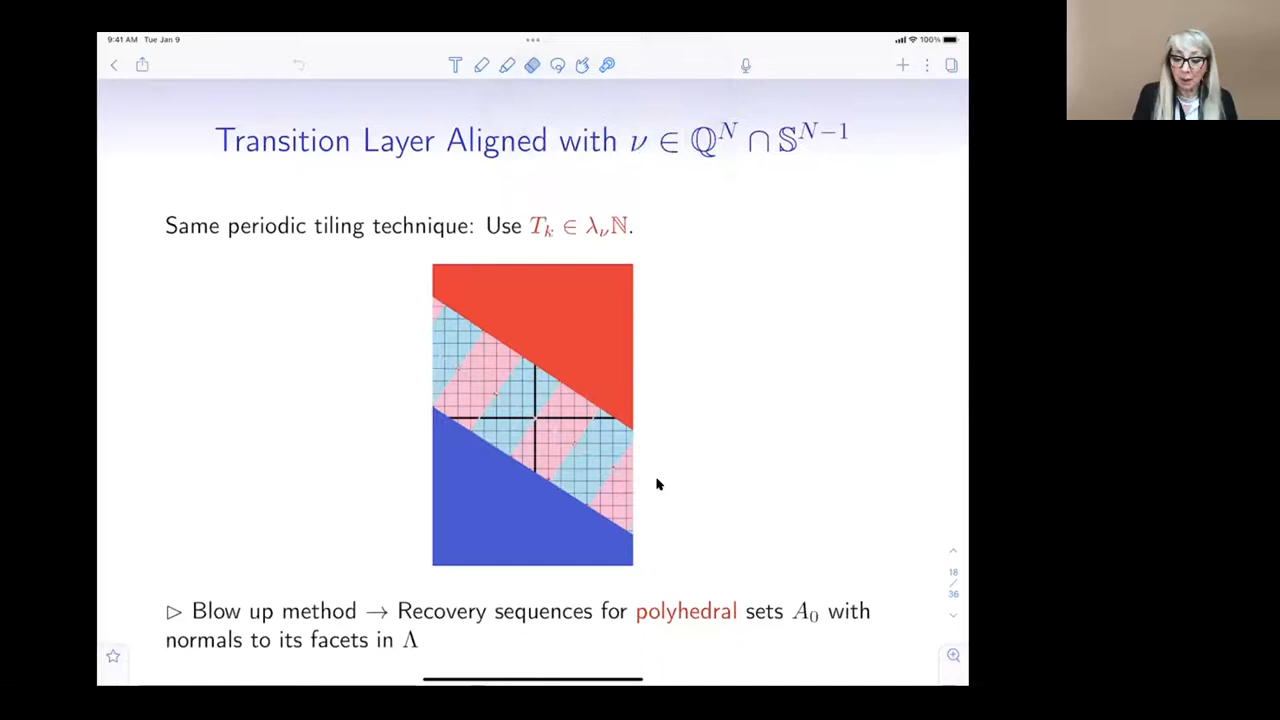 9:41 AM Tue Jan 9
100%
Transition Layer Aligned with ν ∈ ℚ^N ∩ 𝕊^{N−1}
Same periodic tiling technique: Use T_k ∈ λ_νℕ.
18
/
36
▷ Blow up method → Recovery sequences for polyhedral sets A_0 with
normals to its facets in Λ